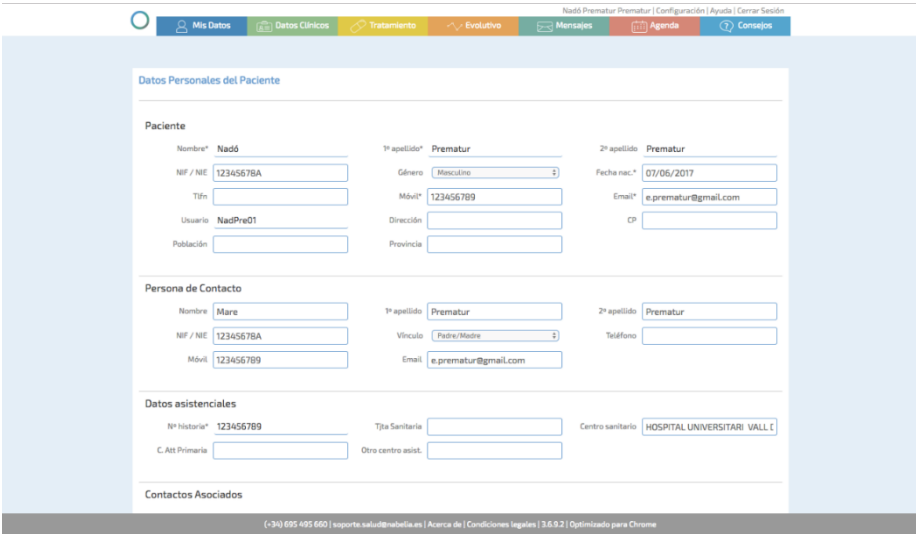 Nadó Prematur Prematur | Configuración | Ayuda | Cerrar Sesión
Mis Datos Datos Clínicos Tratamiento Evolutivo Mensajes Agenda Consejos
Datos Personales del Paciente
Paciente
Nombre* Nadó 1º apellido* Prematur 2º apellido Prematur
NIF / NIE 12345678A Género Masculino Fecha nac.* 07/06/2017
Tlfn Móvil* 123456789 Email* e.prematur@gmail.com
Usuario NadPre01 Dirección CP
Población Provincia
Persona de Contacto
Nombre Mare 1º apellido Prematur 2º apellido Prematur
NIF / NIE 12345678A Vínculo Padre/Madre Teléfono
Móvil 123456789 Email e.prematur@gmail.com
Datos asistenciales
Nº historia* 123456789 Tjta Sanitaria Centro sanitario HOSPITAL UNIVERSITARI VALL D
C. Att Primaria Otro centro asist.
Contactos Asociados
(+34) 695 495 660 | soporte.salud@nabelia.es | Acerca de | Condiciones legales | 3.6.9.2 | Optimizado para Chrome